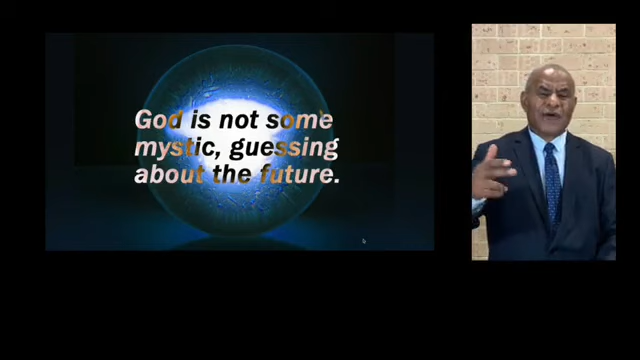 God is not some
mystic, guessing
about the future.